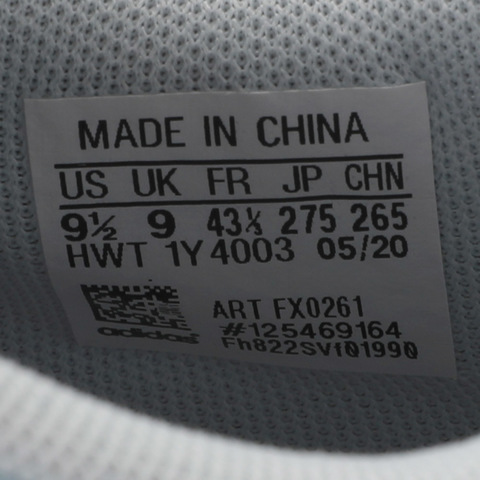 MADE IN CHINA
US UK FR JP CHN
9½ 9 43⅓ 275 265
HWT 1Y4003 05/20
ART FX0261
#125469164
adidas
Fh822SVf01990